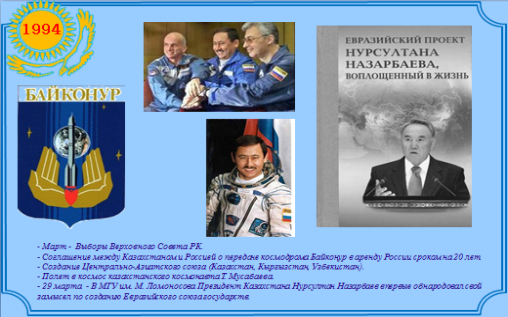 1994
БАЙКОНУР
ЕВРАЗИЙСКИЙ ПРОЕКТ
НУРСУЛТАНА
НАЗАРБАЕВА,
ВОПЛОЩЕННЫЙ В ЖИЗНЬ
- Март - Выборы Верховного Совета РК.
- Соглашение между Казахстаном и Россией о передаче космодрома Байконур в аренду России сроком на 20 лет
- Создание Центрально-Азиатского союза (Казахстан, Кыргызстан, Узбекистан).
- Полет в космос казахстанского космонавта Т. Мусабаева.
- 29 марта - В МГУ им. М. Ломоносова Президент Казахстана Нурсултан Назарбаев впервые обнародовал свой
замысел по созданию Евразийского союза государств.